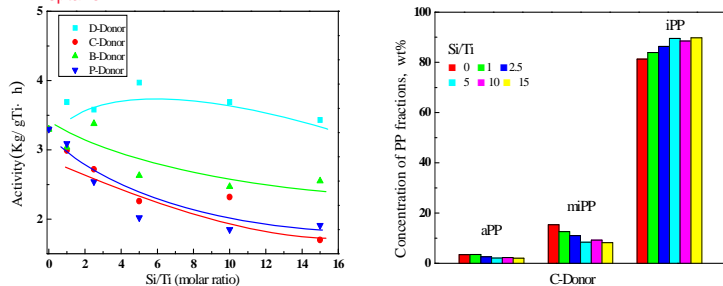 D-Donor
C-Donor
B-Donor
P-Donor
Activity (Kg/ gTi· h)
5
4
3
2
0 2 4 6 8 10 12 14 16
Si/Ti (molar ratio)
Concentration of PP fractions, wt%
100
80
60
40
20
0
Si/Ti
0 1 2.5
5 10 15
iPP
miPP
aPP
C-Donor